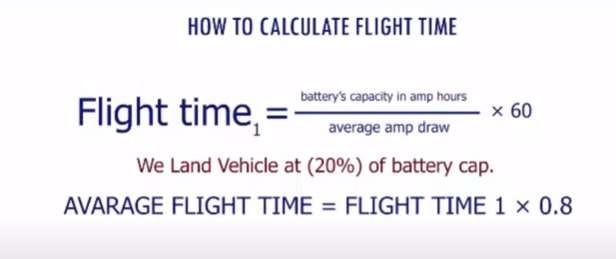 HOW TO CALCULATE FLIGHT TIME
battery's capacity in amp hours
Flight time₁ = × 60
average amp draw
We Land Vehicle at (20%) of battery cap.
AVARAGE FLIGHT TIME = FLIGHT TIME 1 × 0.8